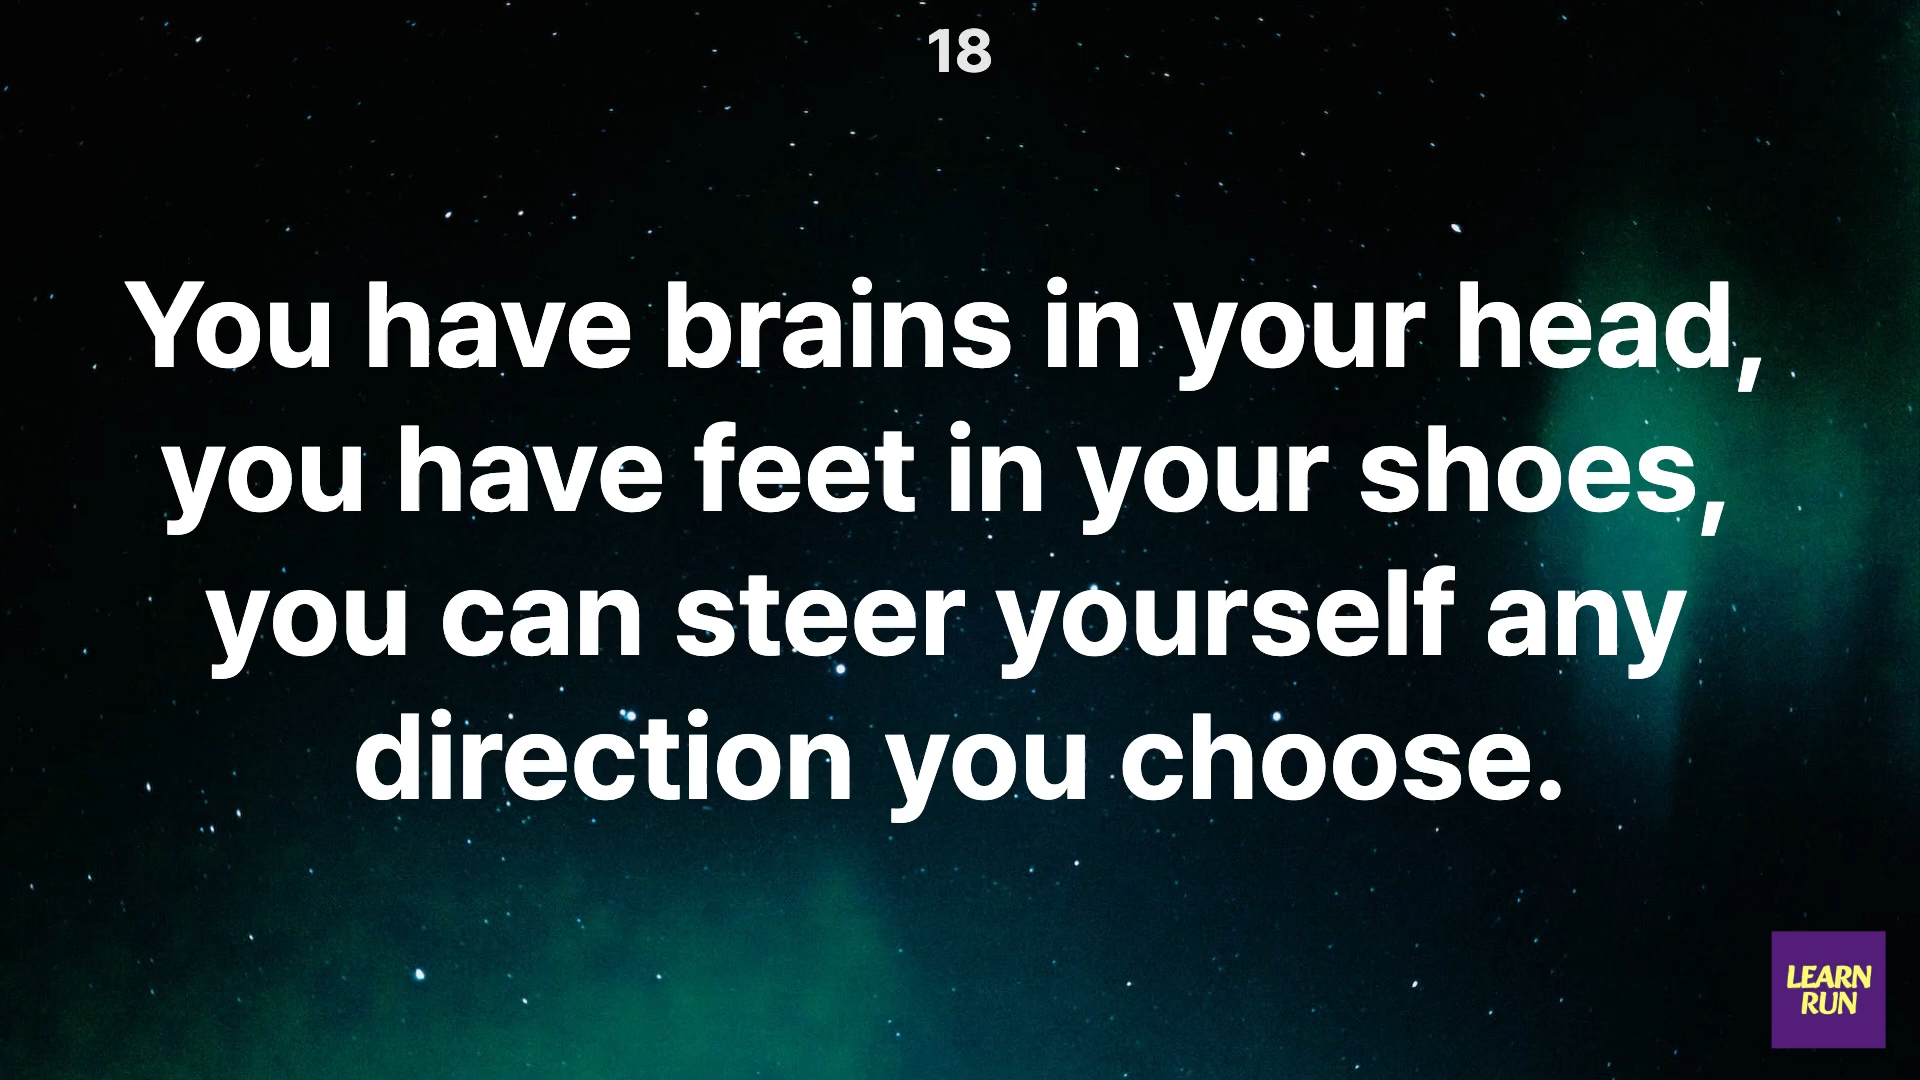 18
You have brains in your head,
you have feet in your shoes,
you can steer yourself any
direction you choose.
LEARN
RUN